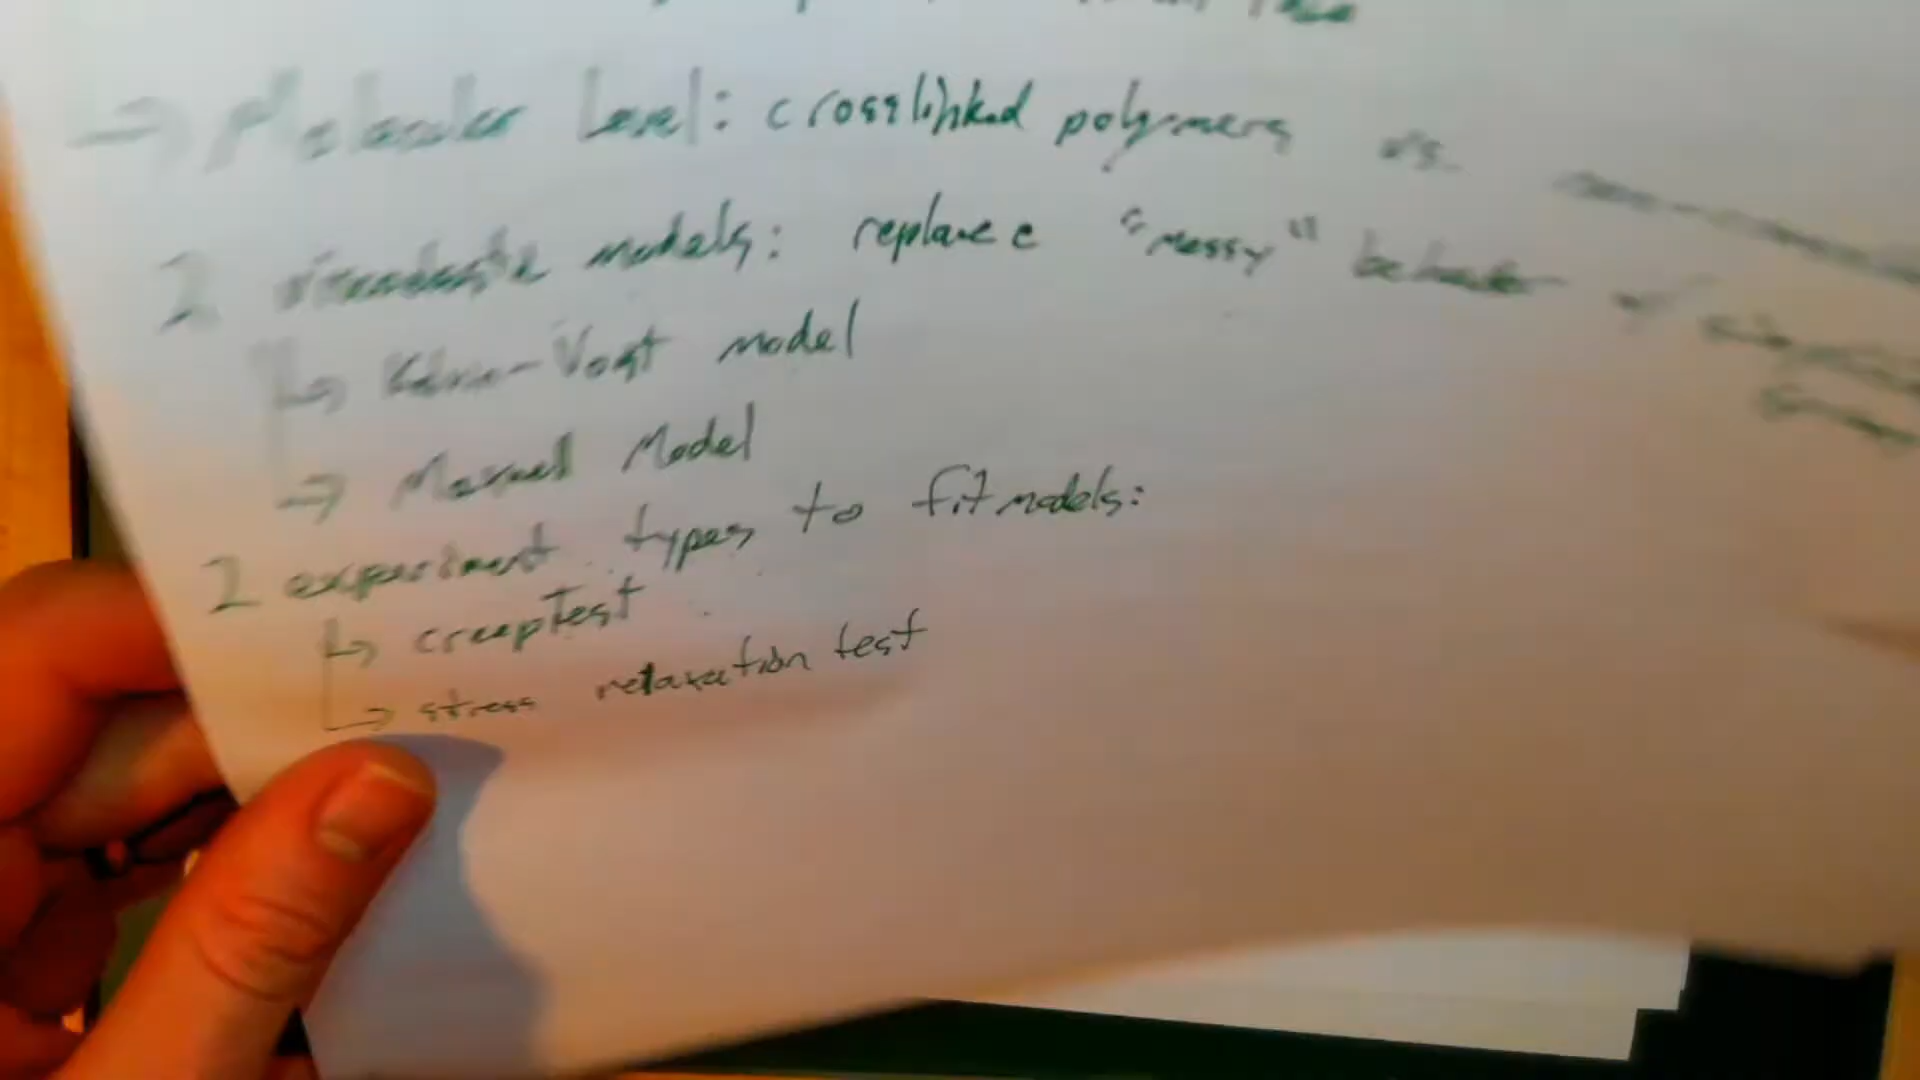 → Molecular Level: crosslinked polymers vs.
2 viscoelastic models: replace "messy" behavior w/
↳ Kelvin-Voigt model
→ Maxwell Model
2 experiment types to fit models:
↳ creep Test
↳ stress relaxation test